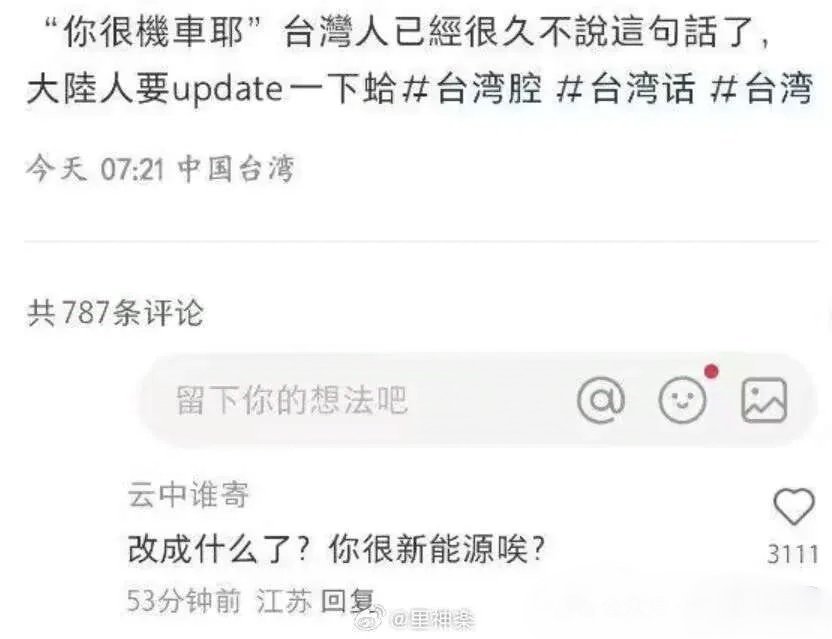 “你很機車耶”台灣人已經很久不說這句話了，
大陸人要update一下蛤#台湾腔 #台湾话 #台湾
今天 07:21 中国台湾
共787条评论
留下你的想法吧
云中谁寄
改成什么了？你很新能源唉？
3111
53分钟前 江苏 回复